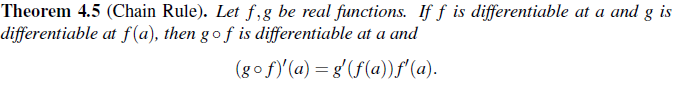 Theorem 4.5 (Chain Rule). Let f,g be real functions. If f is differentiable at a and g is
differentiable at f(a), then g∘f is differentiable at a and
(g∘f)′(a) = g′(f(a))f′(a).